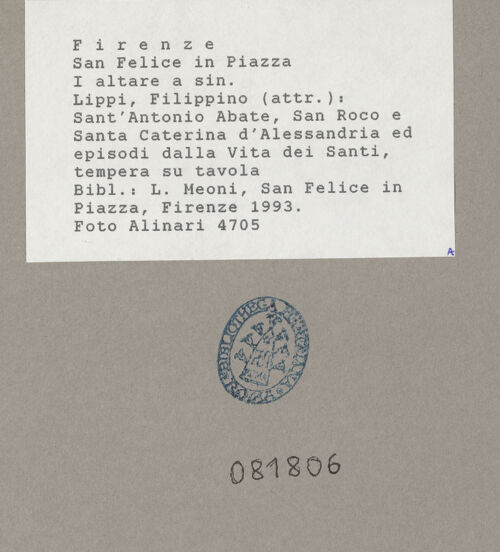 F i r e n z e
San Felice in Piazza
I altare a sin.
Lippi, Filippino (attr.):
Sant'Antonio Abate, San Roco e
Santa Caterina d'Alessandria ed
episodi dalla Vita dei Santi,
tempera su tavola
Bibl.: L. Meoni, San Felice in
Piazza, Firenze 1993.
Foto Alinari 4705
A
BIBLIOTHECA HERTZIANA
081806